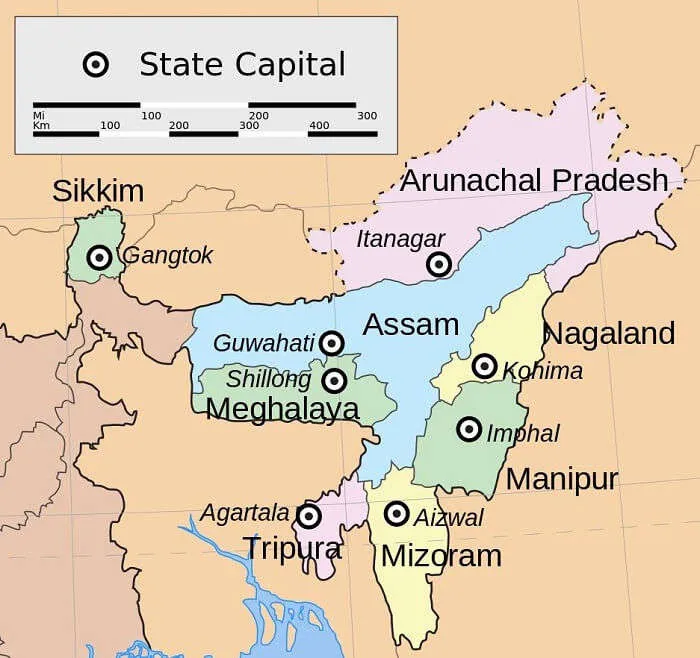 State Capital
Mi 100 200 300
Km 100 200 300 400
Sikkim
Arunachal Pradesh
Itanagar
Gangtok
Assam
Nagaland
Guwahati
Kohima
Shillong
Meghalaya
Imphal
Manipur
Agartala
Aizwal
Tripura
Mizoram